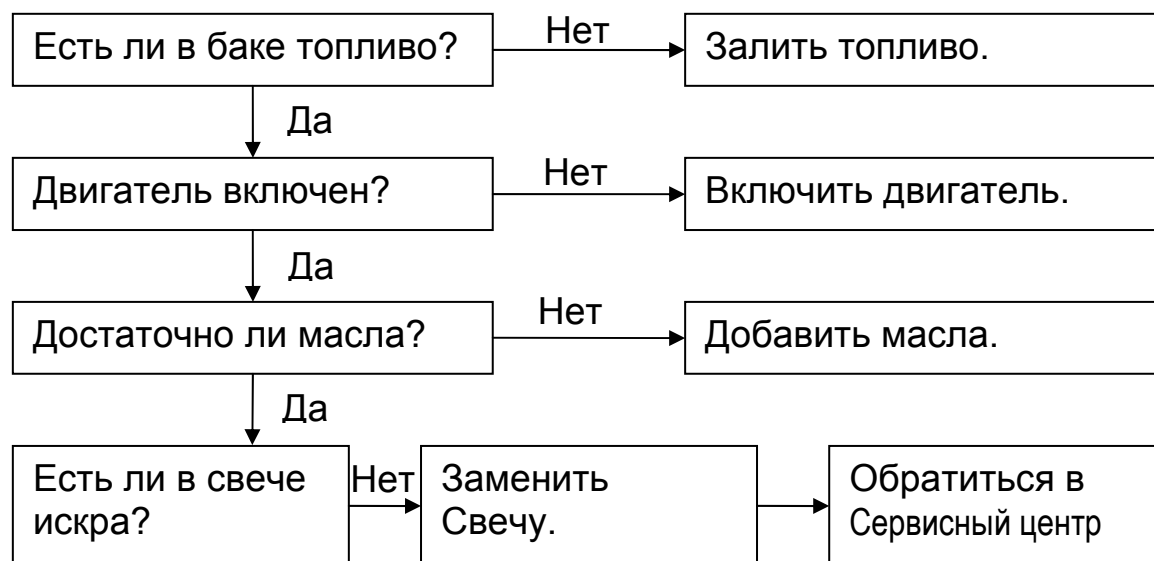 Есть ли в баке топливо?
Нет
Залить топливо.
Да
Двигатель включен?
Нет
Включить двигатель.
Да
Достаточно ли масла?
Нет
Добавить масла.
Да
Есть ли в свече
искра?
Нет
Заменить
Свечу.
Обратиться в
Сервисный центр